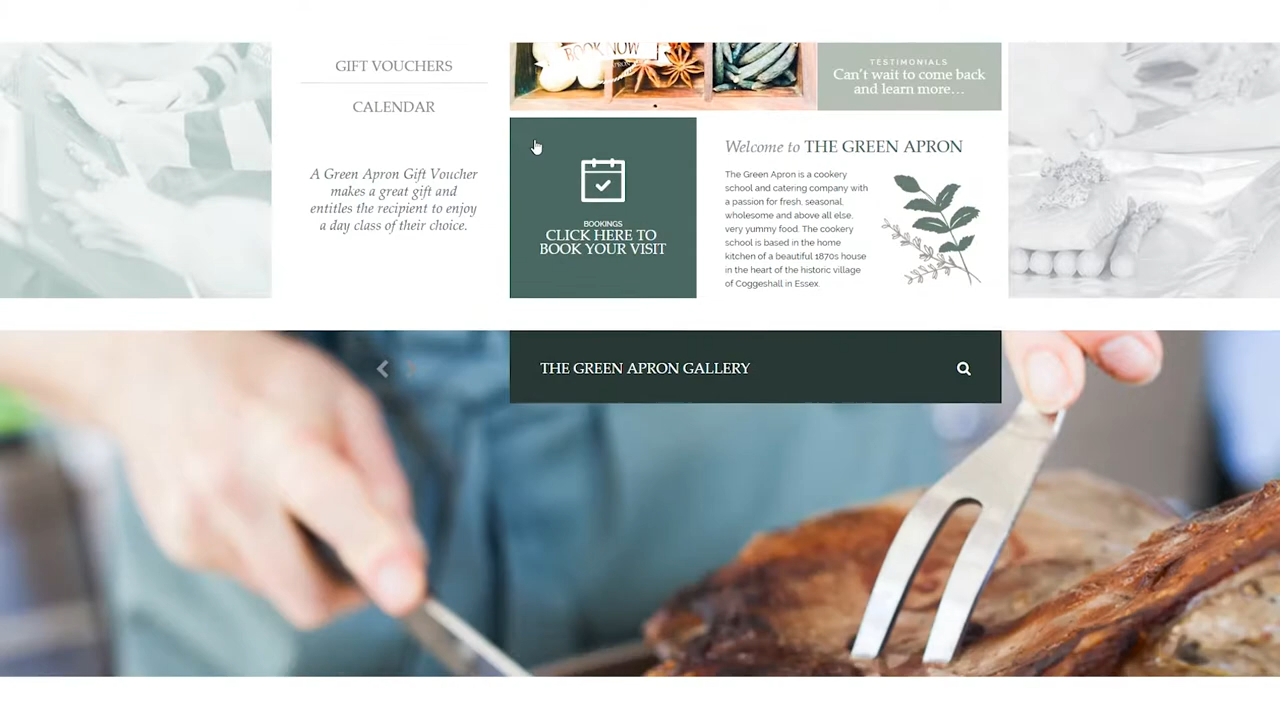 GIFT VOUCHERS
CALENDAR
A Green Apron Gift Voucher
makes a great gift and
entitles the recipient to enjoy
a day class of their choice.
BOOK NOW
TESTIMONIALS
Can't wait to come back
and learn more...
BOOKINGS
CLICK HERE TO
BOOK YOUR VISIT
Welcome to THE GREEN APRON
The Green Apron is a cookery
school and catering company with
a passion for fresh, seasonal,
wholesome and above all else,
very yummy food. The cookery
school is based in the home
kitchen of a beautiful 1870s house
in the heart of the historic village
of Coggeshall in Essex.
THE GREEN APRON GALLERY